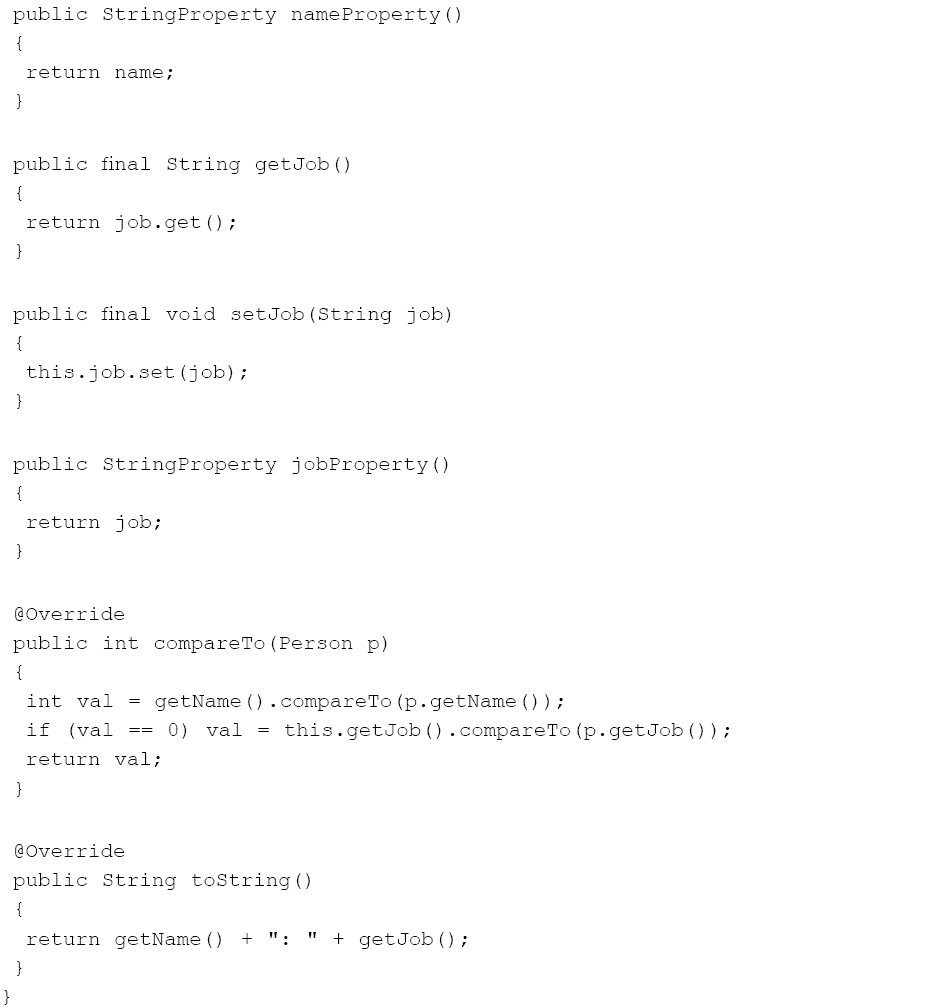 public StringProperty nameProperty()
{
return name;
}
public final String getJob()
{
return job.get();
}
public final void setJob(String job)
{
this.job.set(job);
}
public StringProperty jobProperty()
{
return job;
}
@Override
public int compareTo(Person p)
{
int val = getName().compareTo(p.getName());
if (val == 0) val = this.getJob().compareTo(p.getJob());
return val;
}
@Override
public String toString()
{
return getName() + ": " + getJob();
}
}